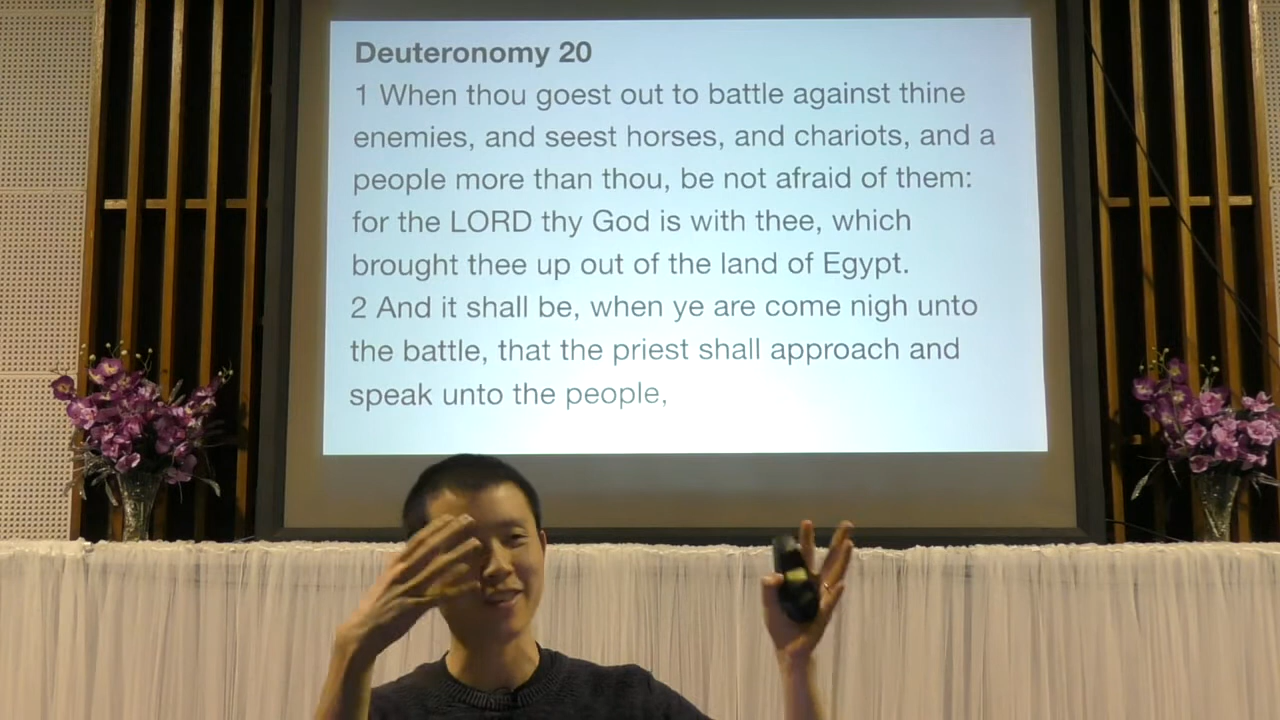 Deuteronomy 20
1 When thou goest out to battle against thine
enemies, and seest horses, and chariots, and a
people more than thou, be not afraid of them:
for the LORD thy God is with thee, which
brought thee up out of the land of Egypt.
2 And it shall be, when ye are come nigh unto
the battle, that the priest shall approach and
speak unto the people,